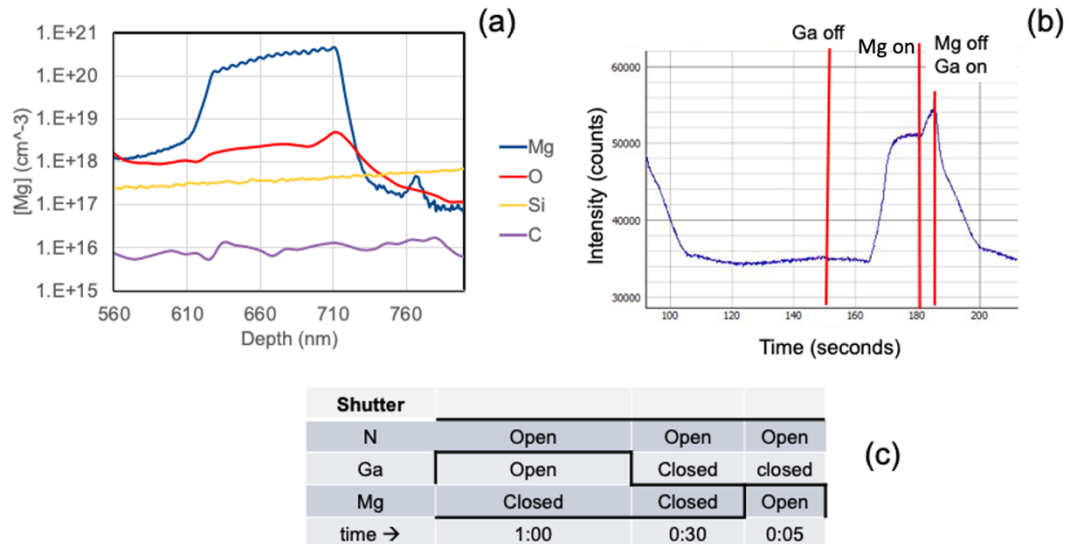 (a)
1.E+21
1.E+20
1.E+19
1.E+18
1.E+17
1.E+16
1.E+15
[Mg] (cm^-3)
560 610 660 710 760
Depth (nm)
Mg
O
Si
C
(b)
Ga off
Mg on
Mg off
Ga on
60000
50000
40000
30000
Intensity (counts)
100 120 140 160 180 200
Time (seconds)
Shutter
N Open Open Open
Ga Open Closed closed
Mg Closed Closed Open
time → 1:00 0:30 0:05
(c)